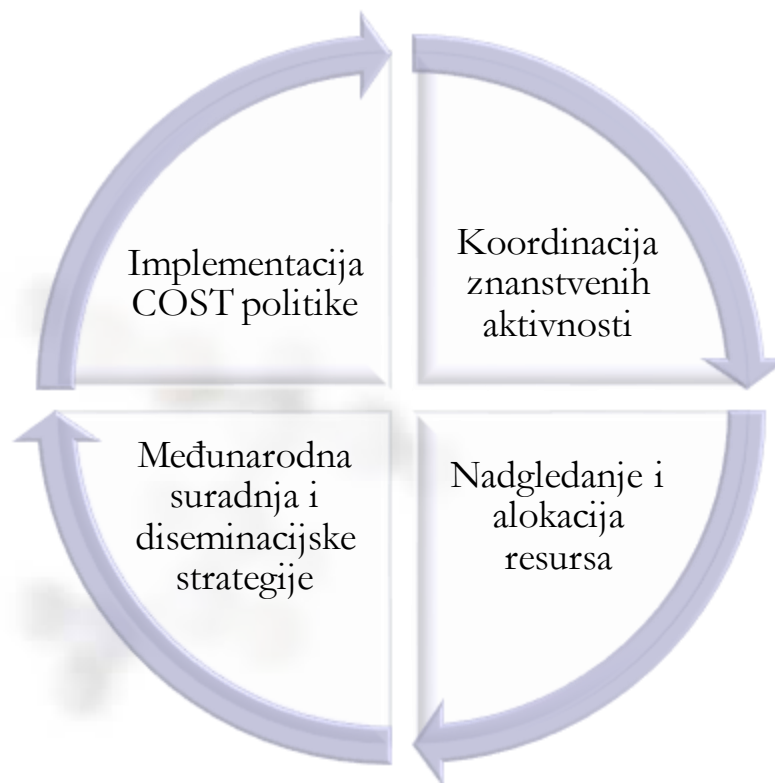 Implementacija
COST politike
Koordinacija
znanstvenih
aktivnosti
Međunarodna
suradnja i
diseminacijske
strategije
Nadgledanje i
alokacija
resursa